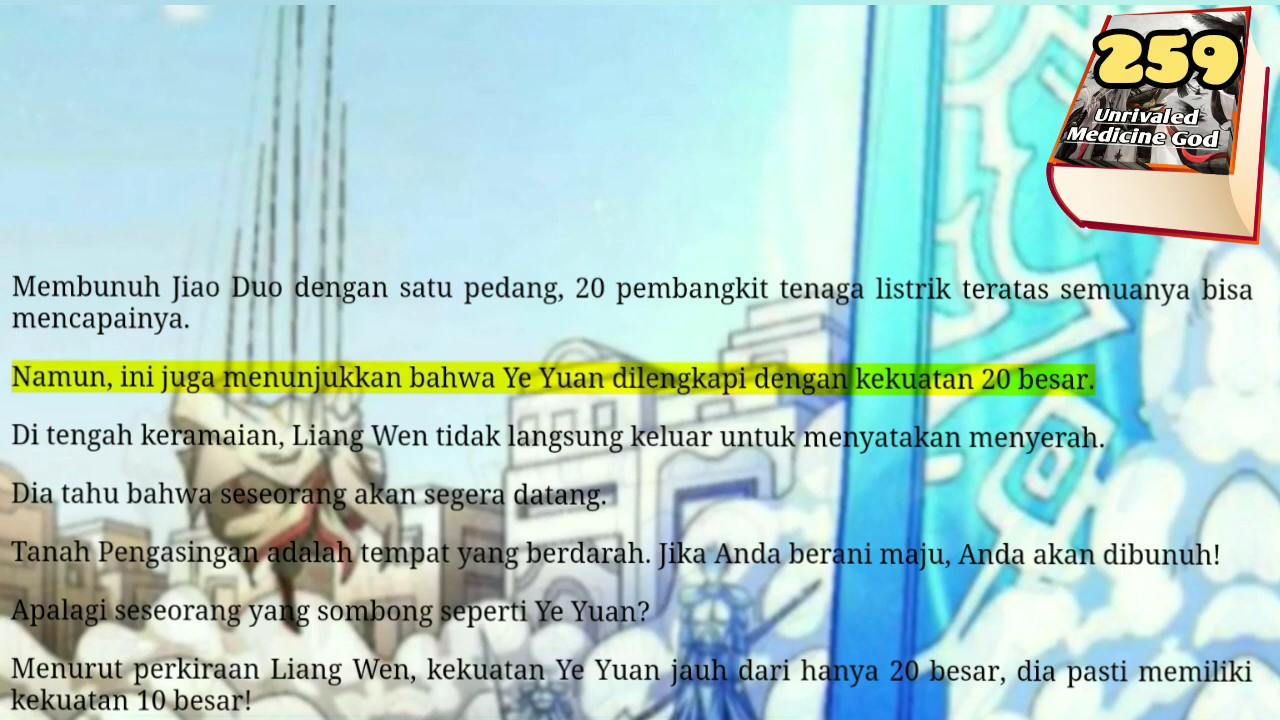 259
Unrivaled
Medicine God
Membunuh Jiao Duo dengan satu pedang, 20 pembangkit tenaga listrik teratas semuanya bisa
mencapainya.
Namun, ini juga menunjukkan bahwa Ye Yuan dilengkapi dengan kekuatan 20 besar.
Di tengah keramaian, Liang Wen tidak langsung keluar untuk menyatakan menyerah.
Dia tahu bahwa seseorang akan segera datang.
Tanah Pengasingan adalah tempat yang berdarah. Jika Anda berani maju, Anda akan dibunuh!
Apalagi seseorang yang sombong seperti Ye Yuan?
Menurut perkiraan Liang Wen, kekuatan Ye Yuan jauh dari hanya 20 besar, dia pasti memiliki
kekuatan 10 besar!